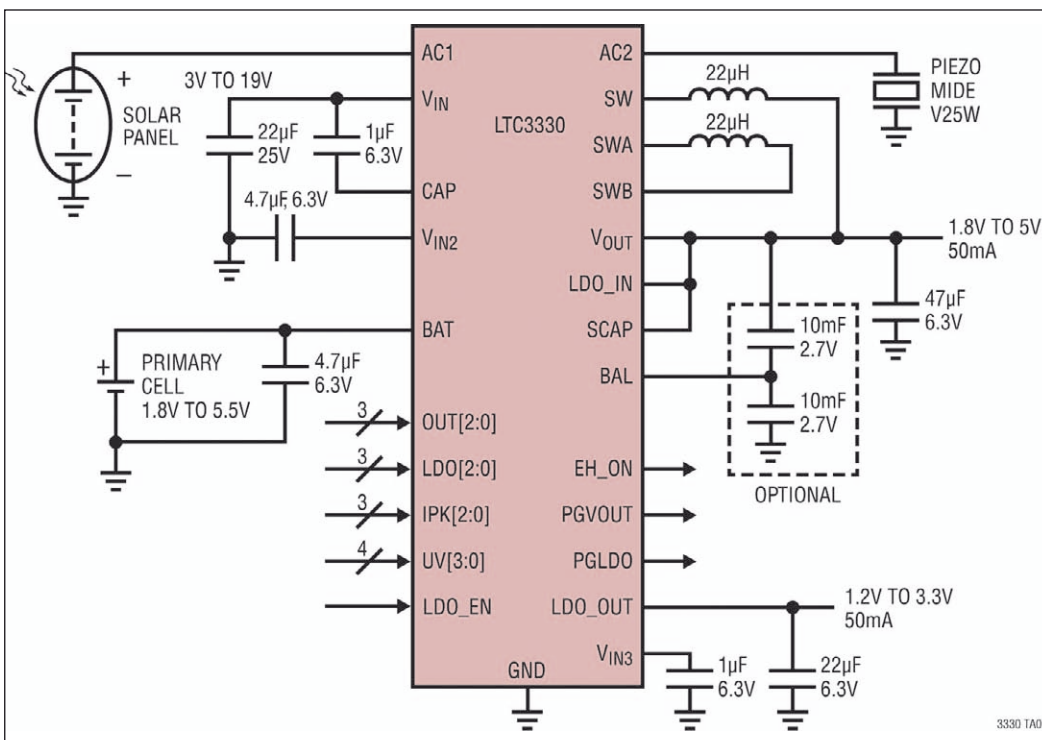 AC1
AC2
3V TO 19V
+
SOLAR
PANEL
–
VIN
22µF
25V
1µF
6.3V
CAP
4.7µF, 6.3V
VIN2
LTC3330
22µH
SW
22µH
SWA
SWB
PIEZO
MIDE
V25W
VOUT
1.8V TO 5V
50mA
LDO_IN
SCAP
47µF
6.3V
10mF
2.7V
BAL
10mF
2.7V
OPTIONAL
BAT
+
PRIMARY
CELL
1.8V TO 5.5V
4.7µF
6.3V
3
OUT[2:0]
3
LDO[2:0]
3
IPK[2:0]
4
UV[3:0]
LDO_EN
EH_ON
PGVOUT
PGLDO
LDO_OUT
1.2V TO 3.3V
50mA
VIN3
1µF
6.3V
22µF
6.3V
GND
3330 TA0